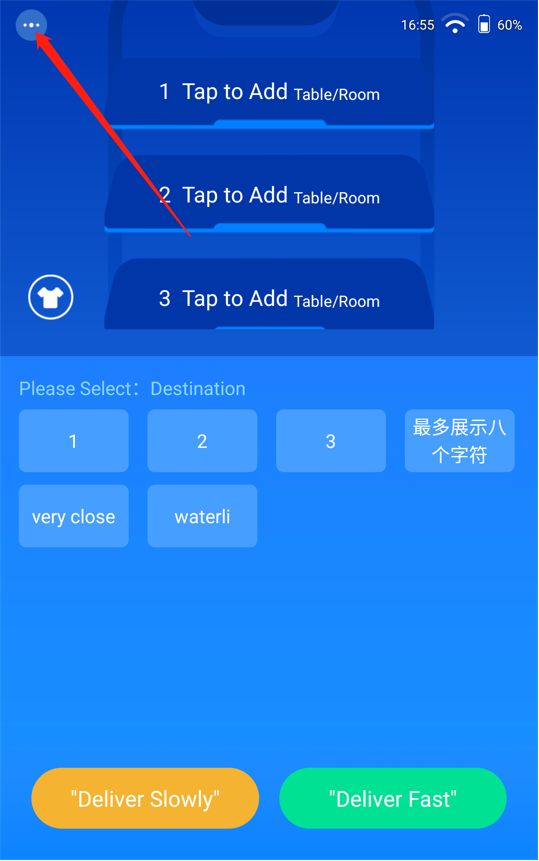 16:55 60%
1 Tap to Add Table/Room
2 Tap to Add Table/Room
3 Tap to Add Table/Room
Please Select：Destination
1 2 3 最多展示八
个字符
very close waterli
"Deliver Slowly" "Deliver Fast"